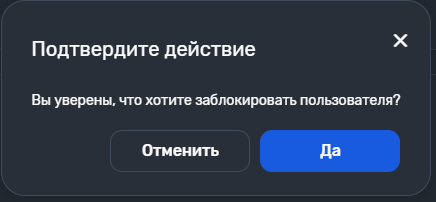 Подтвердите действие
Вы уверены, что хотите заблокировать пользователя?
Отменить
Да